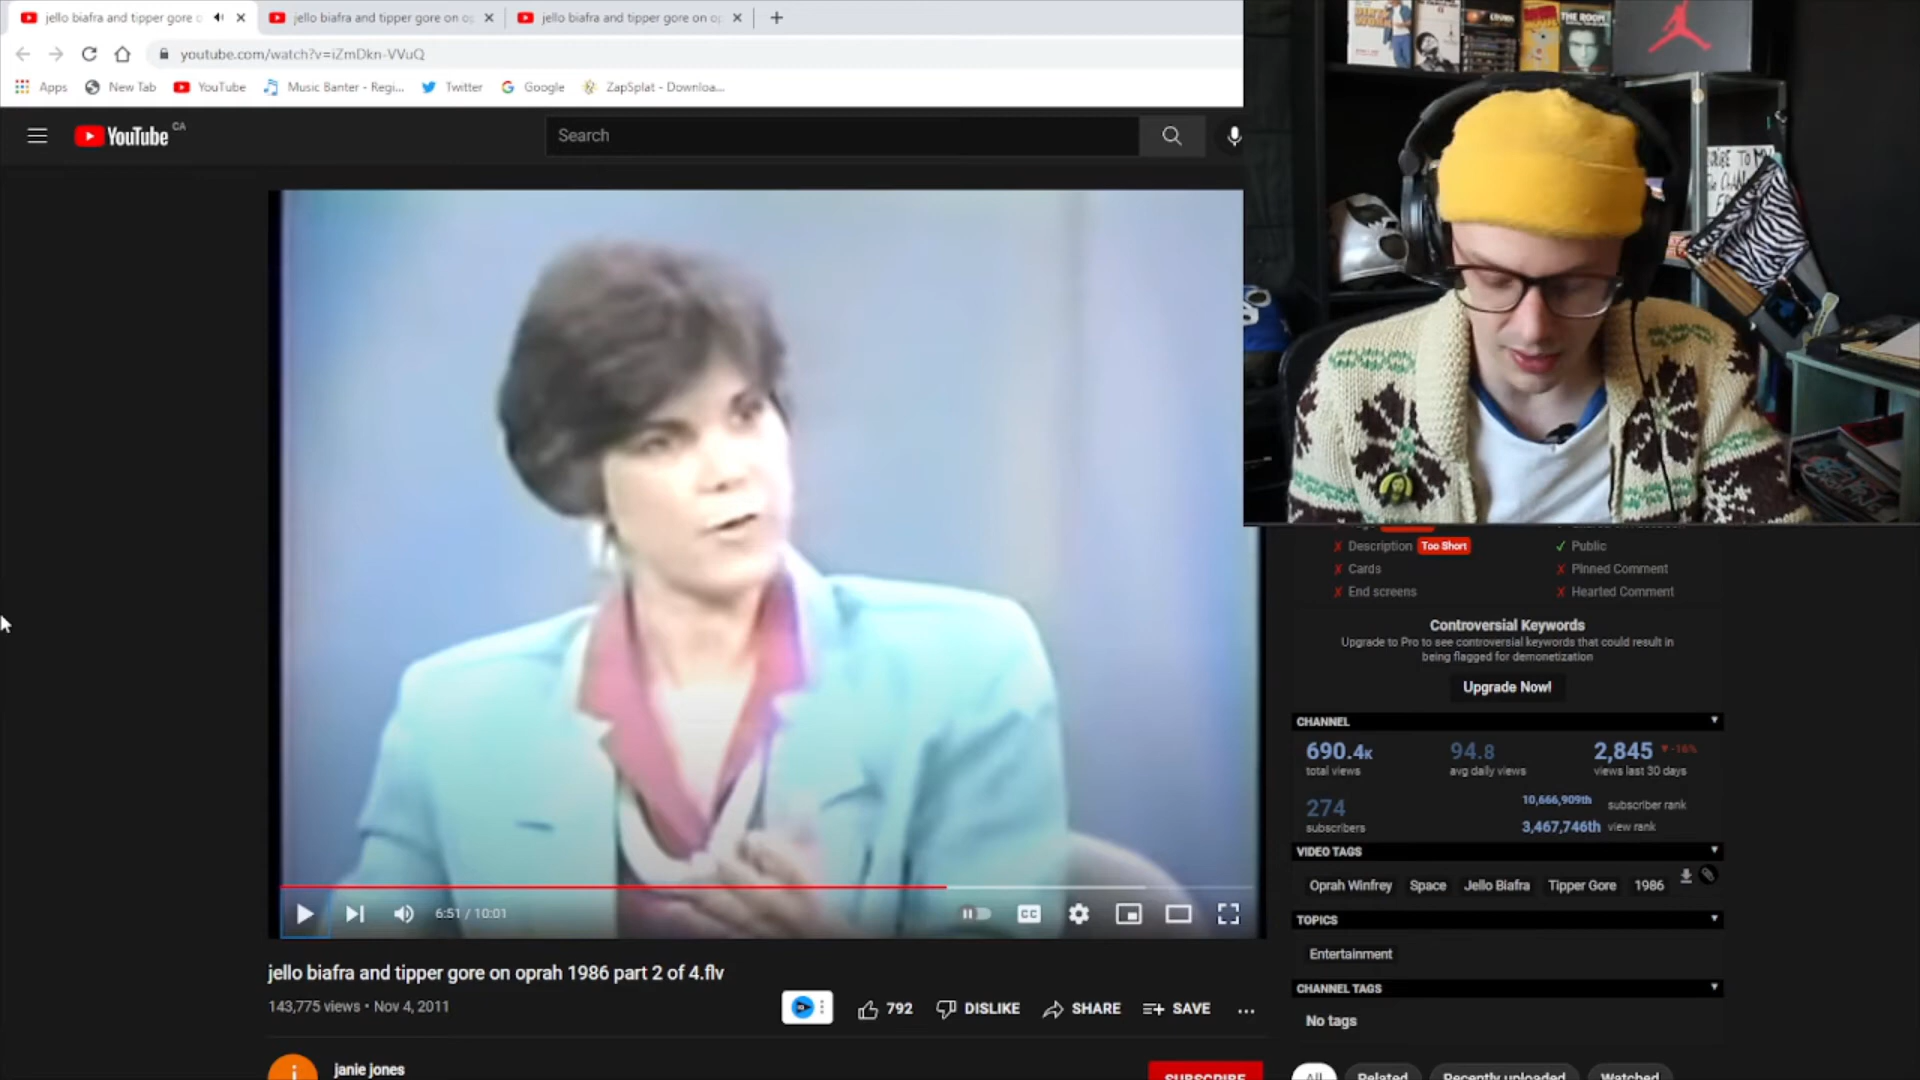 jello biafra and tipper gore o
jello biafra and tipper gore on o
jello biafra and tipper gore on o
youtube.com/watch?v=iZmDkn-VVuQ
Apps
New Tab
YouTube
Music Banter - Regi...
Twitter
Google
ZapSplat - Downloa...
YouTube CA
Search
THE ROOM
Description Too Short
Public
Cards
Pinned Comment
End screens
Hearted Comment
Controversial Keywords
Upgrade to Pro to see controversial keywords that could result in
being flagged for demonetization
Upgrade Now!
CHANNEL
690.4K
94.8
2,845 -16%
total views
avg daily views
views last 30 days
274
10,666,909th subscriber rank
subscribers
3,467,746th view rank
VIDEO TAGS
Oprah Winfrey Space Jello Biafra Tipper Gore 1986
TOPICS
Entertainment
CHANNEL TAGS
No tags
All Related Recently uploaded Watched
6:51 / 10:01
CC
jello biafra and tipper gore on oprah 1986 part 2 of 4.flv
143,775 views • Nov 4, 2011
792
DISLIKE
SHARE
SAVE
janie jones
SUBSCRIBE